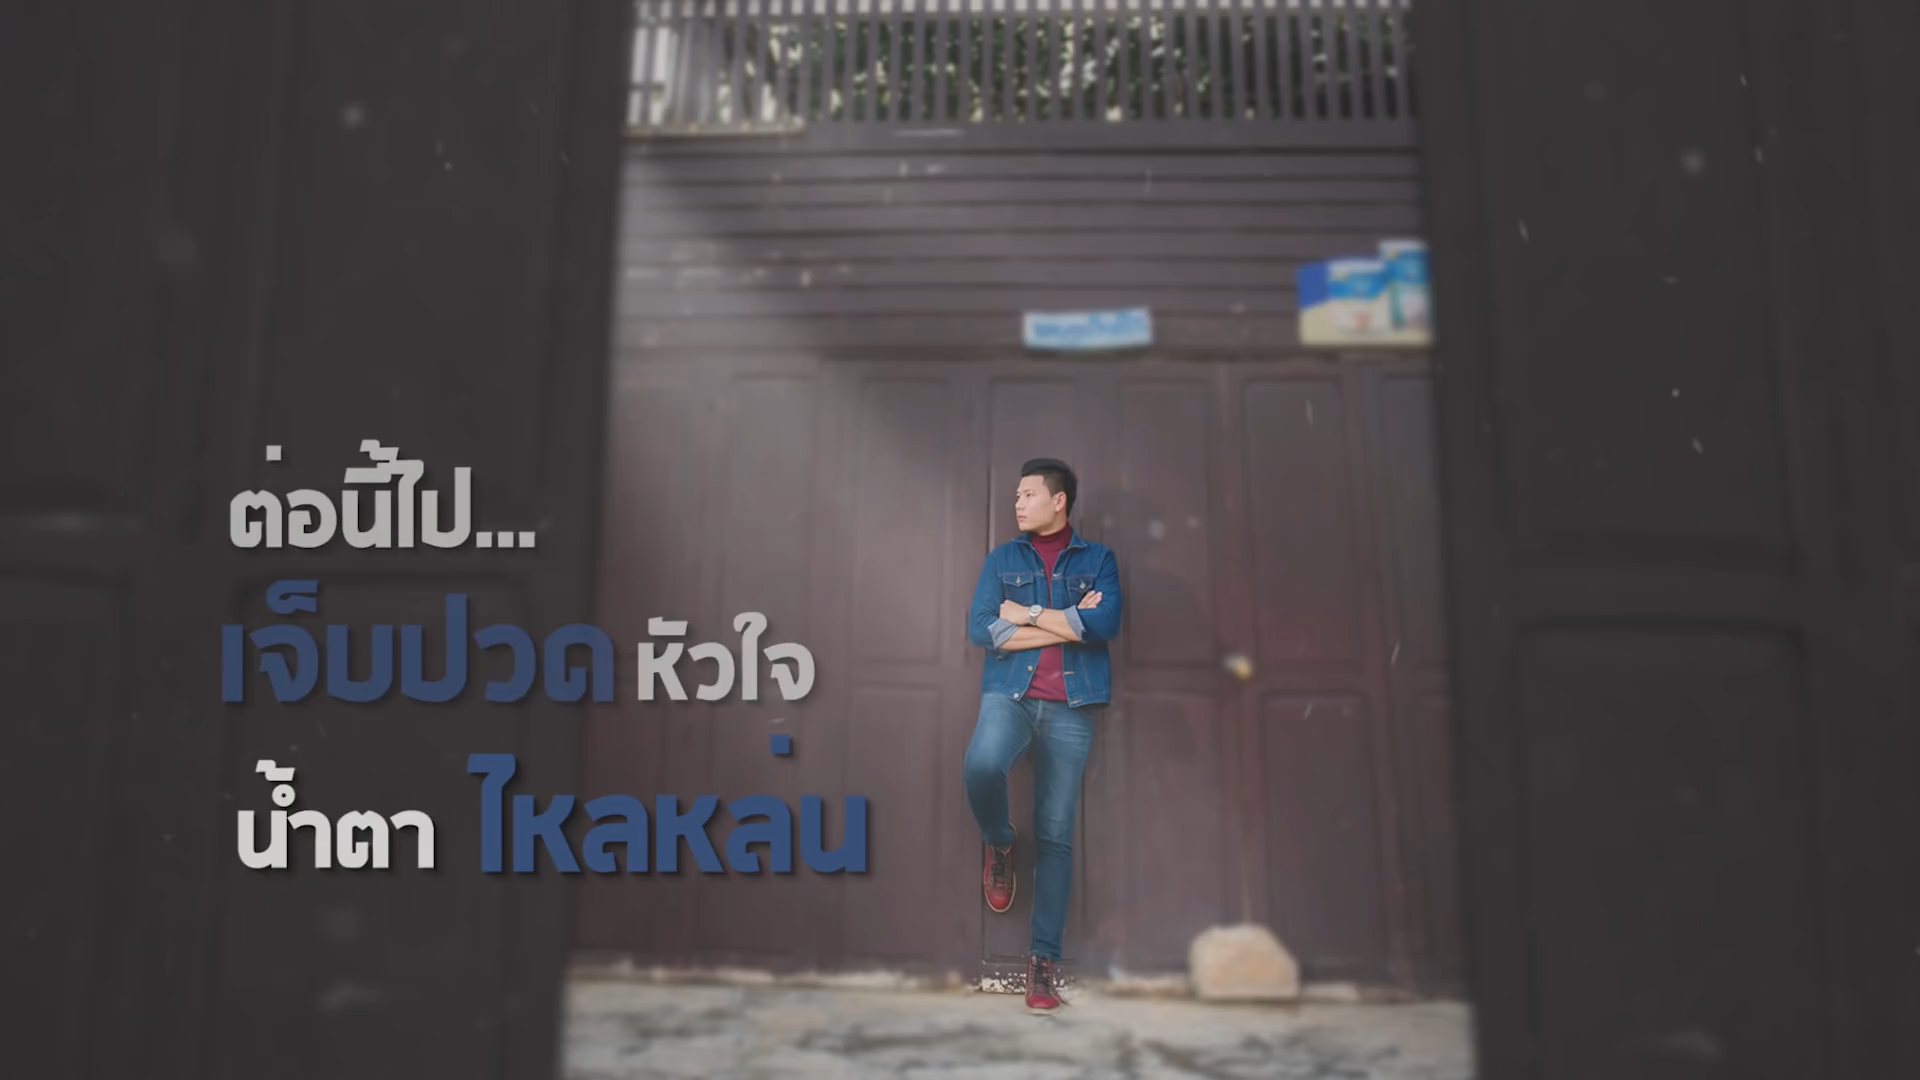 ต่อนี้ไป...
เจ็บปวด หัวใจ
น้ำตา ไหลหล่น